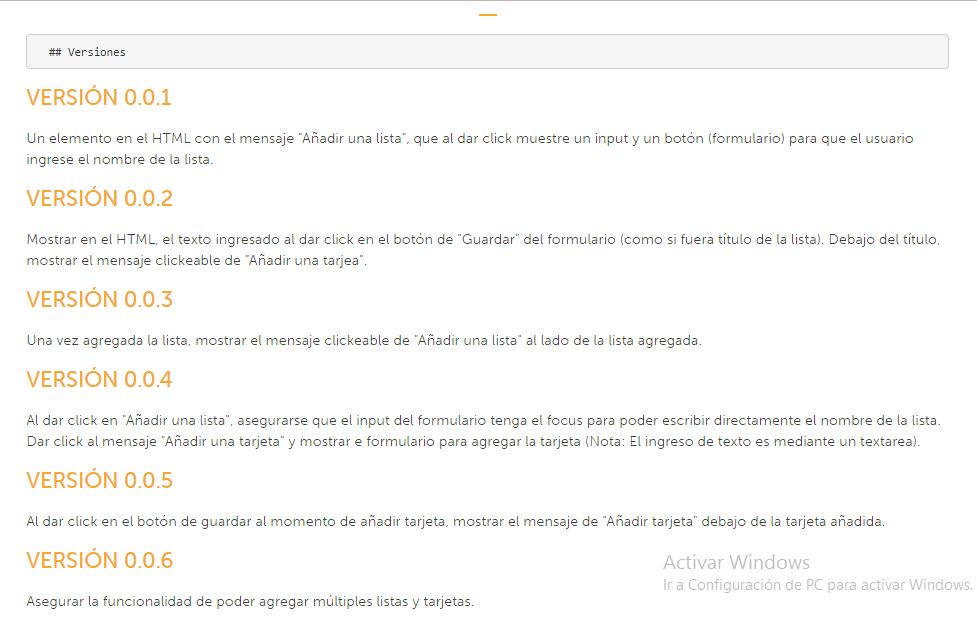 ## Versiones
VERSIÓN 0.0.1
Un elemento en el HTML con el mensaje "Añadir una lista", que al dar click muestre un input y un botón (formulario) para que el usuario
ingrese el nombre de la lista.
VERSIÓN 0.0.2
Mostrar en el HTML, el texto ingresado al dar click en el botón de "Guardar" del formulario (como si fuera título de la lista). Debajo del título,
mostrar el mensaje clickeable de "Añadir una tarjea".
VERSIÓN 0.0.3
Una vez agregada la lista, mostrar el mensaje clickeable de "Añadir una lista" al lado de la lista agregada.
VERSIÓN 0.0.4
Al dar click en "Añadir una lista", asegurarse que el input del formulario tenga el focus para poder escribir directamente el nombre de la lista.
Dar click al mensaje "Añadir una tarjeta" y mostrar e formulario para agregar la tarjeta (Nota: El ingreso de texto es mediante un textarea).
VERSIÓN 0.0.5
Al dar click en el botón de guardar al momento de añadir tarjeta, mostrar el mensaje de "Añadir tarjeta" debajo de la tarjeta añadida.
VERSIÓN 0.0.6
Activar Windows
Ir a Configuración de PC para activar Windows.
Asegurar la funcionalidad de poder agregar múltiples listas y tarjetas.